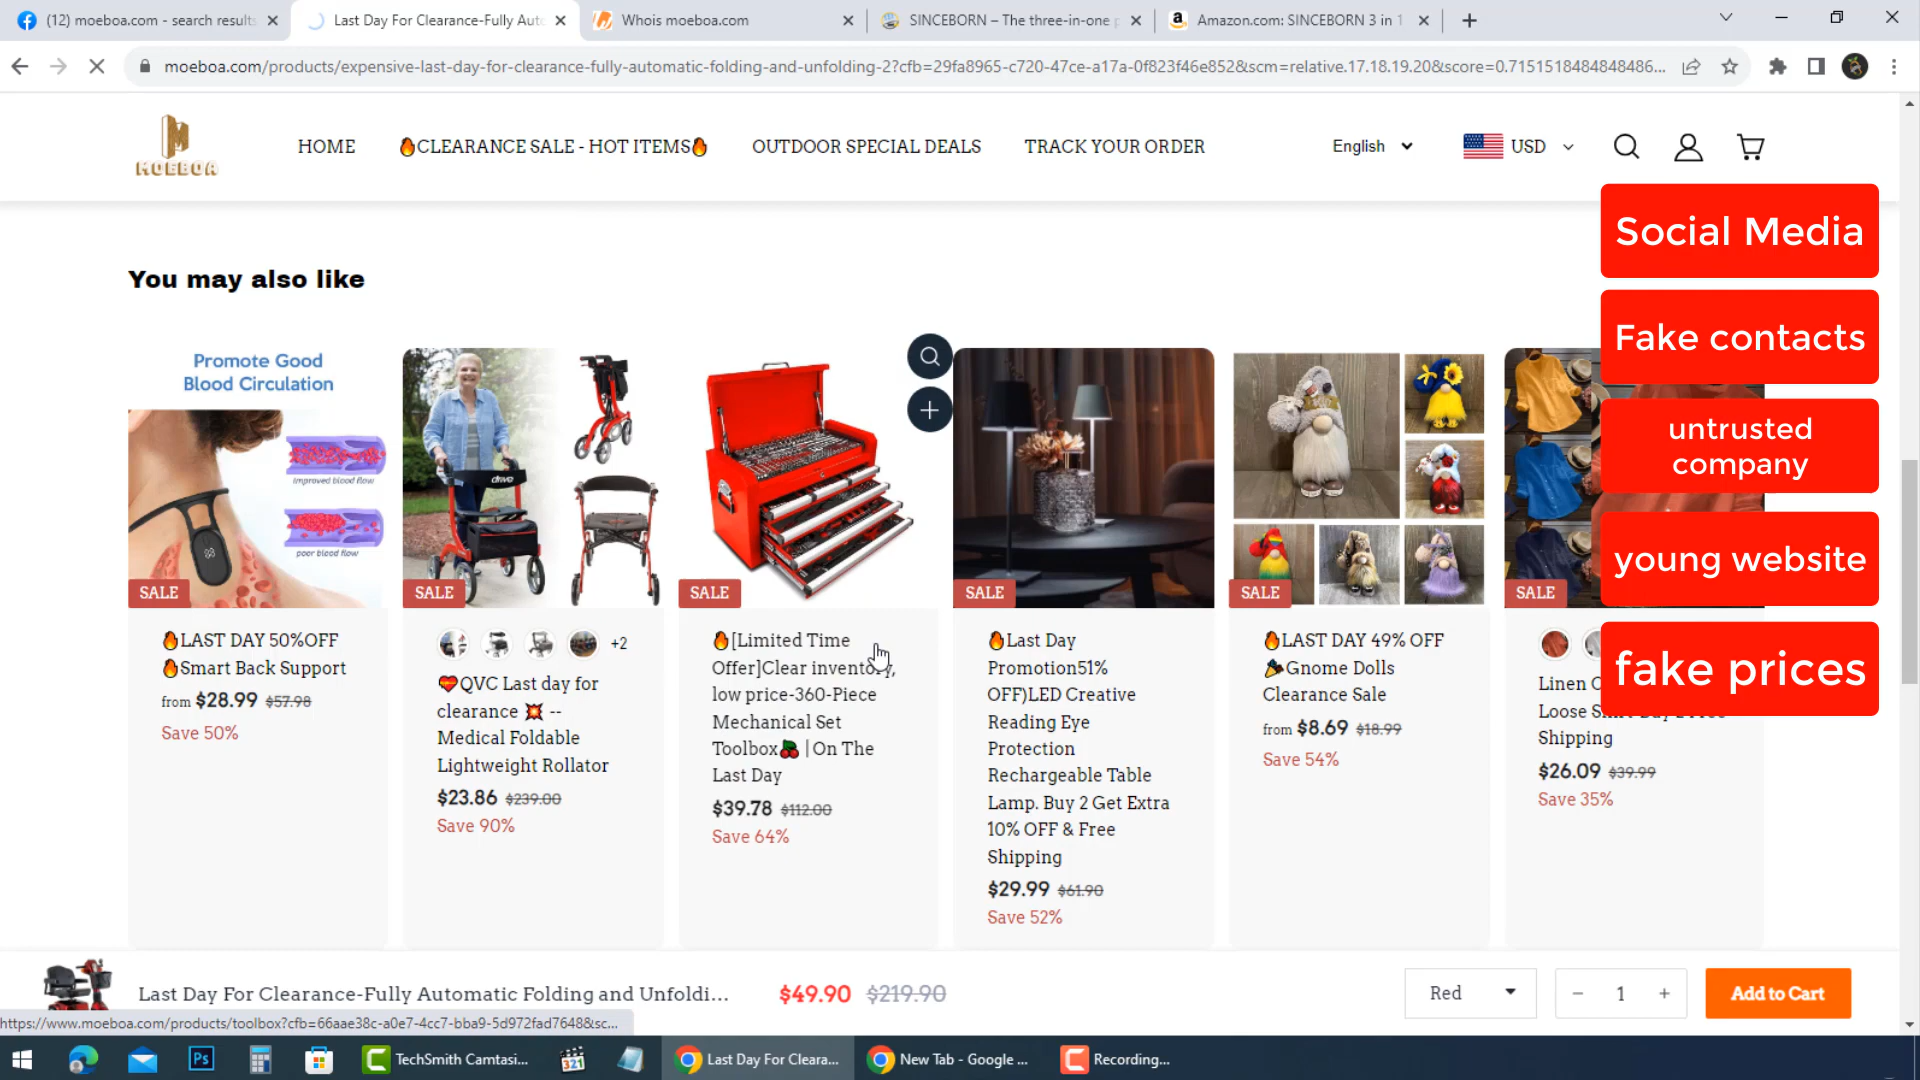 (12) moeboa.com - search results
Last Day For Clearance-Fully Aut
Whois moeboa.com
SINCEBORN – The three-in-one p
Amazon.com: SINCEBORN 3 in 1
moeboa.com/products/expensive-last-day-for-clearance-fully-automatic-folding-and-unfolding-2?cfb=29fa8965-c720-47ce-a17a-0f823f46e852&scm=relative.17.18.19.20&score=0.7151518484848486...
MOEBOA
HOME
🔥CLEARANCE SALE - HOT ITEMS🔥
OUTDOOR SPECIAL DEALS
TRACK YOUR ORDER
English
USD
Social Media
Fake contacts
untrusted
company
young website
fake prices
You may also like
Promote Good
Blood Circulation
improved blood flow
poor blood flow
SALE
🔥LAST DAY 50%OFF
🔥Smart Back Support
from $28.99 $57.98
Save 50%
drive
SALE
+2
QVC Last day for
clearance 💥 --
Medical Foldable
Lightweight Rollator
$23.86 $239.00
Save 90%
SALE
🔥[Limited Time
Offer]Clear inventory,
low price-360-Piece
Mechanical Set
Toolbox🍒 | On The
Last Day
$39.78 $112.00
Save 64%
SALE
🔥Last Day
Promotion51%
OFF)LED Creative
Reading Eye
Protection
Rechargeable Table
Lamp. Buy 2 Get Extra
10% OFF & Free
Shipping
$29.99 $61.90
Save 52%
SALE
🔥LAST DAY 49% OFF
🎉Gnome Dolls
Clearance Sale
from $8.69 $18.99
Save 54%
SALE
Linen
Loose
Shipping
$26.09 $39.99
Save 35%
Last Day For Clearance-Fully Automatic Folding and Unfoldi...
$49.90 $219.90
Red
1
Add to Cart
https://www.moeboa.com/products/toolbox?cfb=66aae38c-a0e7-4cc7-bba9-5d972fad7648&sc...
Ps
TechSmith Camtasi...
321
Last Day For Cleara...
New Tab - Google ...
Recording...